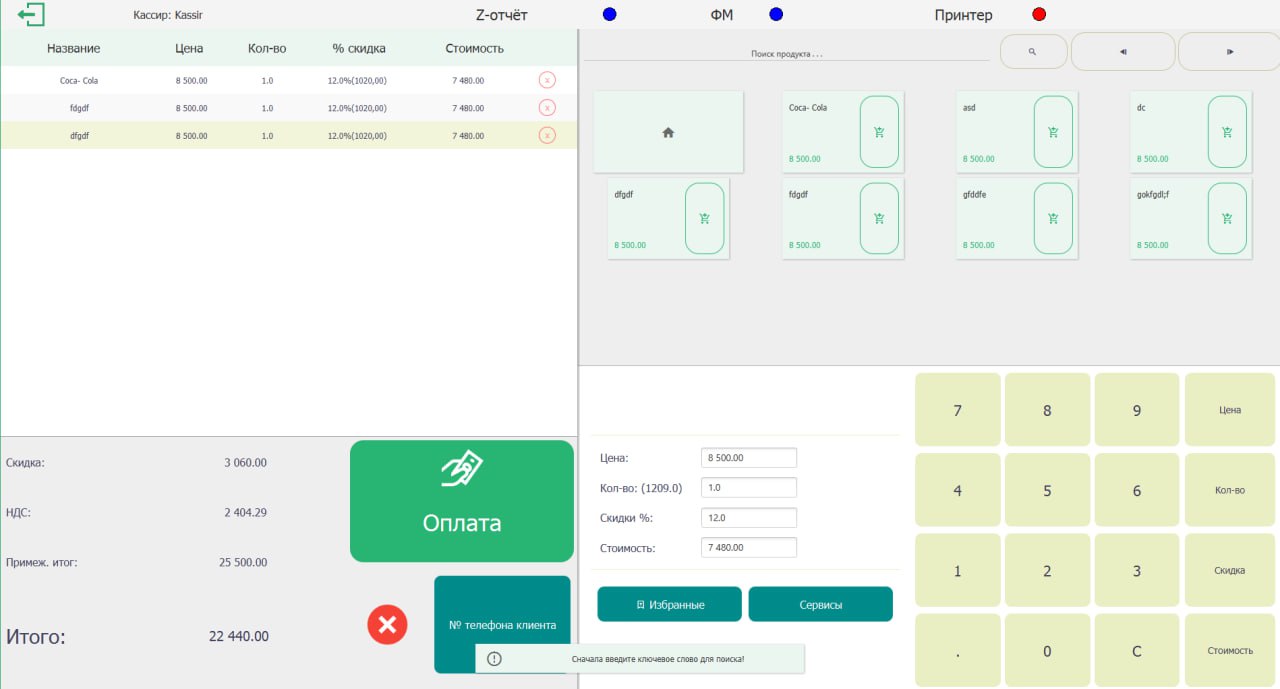 Кассир: Kassir
Z-отчёт
ФМ
Принтер
Название Цена Кол-во % скидка Стоимость
Coca- Cola 8 500.00 1.0 12.0%(1020,00) 7 480.00 x
fdgdf 8 500.00 1.0 12.0%(1020,00) 7 480.00 x
dfgdf 8 500.00 1.0 12.0%(1020,00) 7 480.00 x
Скидка: 3 060.00
НДС: 2 404.29
Примеж. итог: 25 500.00
Итого: 22 440.00
Оплата
№ телефона клиента
Поиск продукта . . .
Coca- Cola
8 500.00
asd
8 500.00
dc
8 500.00
dfgdf
8 500.00
fdgdf
8 500.00
gfddfe
8 500.00
gokfgdl;f
8 500.00
Цена: 8 500.00
Кол-во: (1209.0) 1.0
Скидки %: 12.0
Стоимость: 7 480.00
Избранные
Сервисы
7 8 9 Цена
4 5 6 Кол-во
1 2 3 Скидка
. 0 C Стоимость
Сначала введите ключевое слово для поиска!